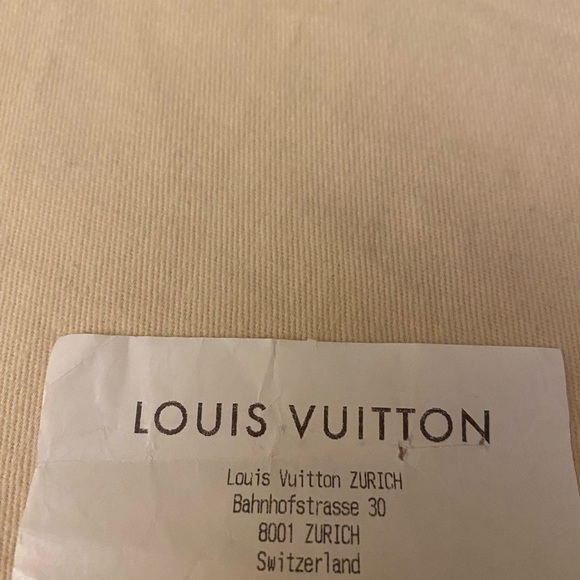 LOUIS VUITTON
Louis Vuitton ZURICH
Bahnhofstrasse 30
8001 ZURICH
Switzerland